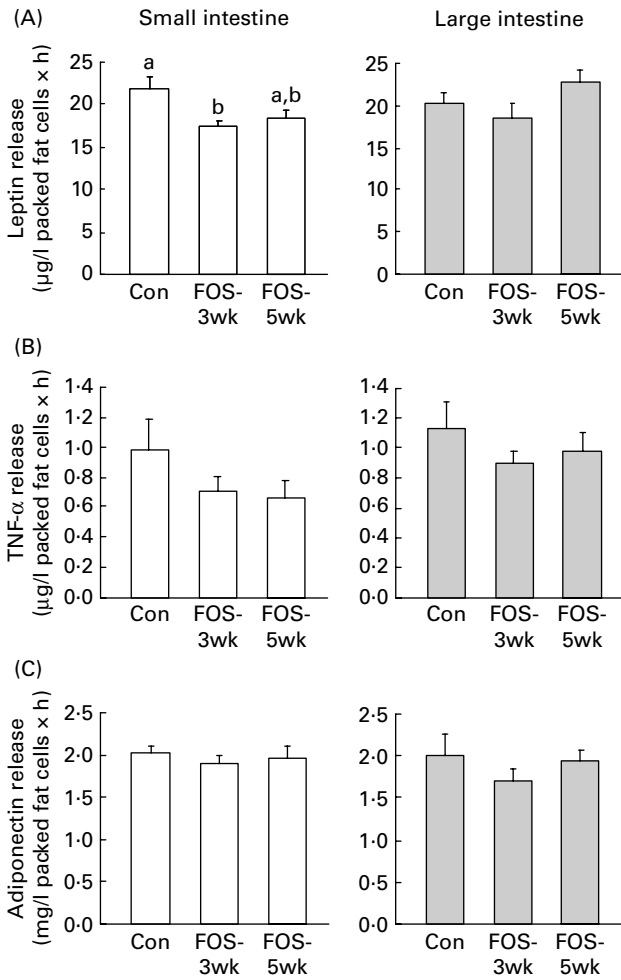 (A)
Small intestine
Large intestine
Leptin release
(µg/l packed fat cells × h)
25
20
15
10
5
0
a
b
a,b
Con
FOS-
3wk
FOS-
5wk
25
20
15
10
5
0
Con
FOS-
3wk
FOS-
5wk
(B)
TNF-α release
(µg/l packed fat cells × h)
1·4
1·2
1·0
0·8
0·6
0·4
0·2
0·0
Con
FOS-
3wk
FOS-
5wk
1·4
1·2
1·0
0·8
0·6
0·4
0·2
0·0
Con
FOS-
3wk
FOS-
5wk
(C)
Adiponectin release
(mg/l packed fat cells × h)
2·5
2·0
1·5
1·0
0·5
0·0
Con
FOS-
3wk
FOS-
5wk
2·5
2·0
1·5
1·0
0·5
0·0
Con
FOS-
3wk
FOS-
5wk